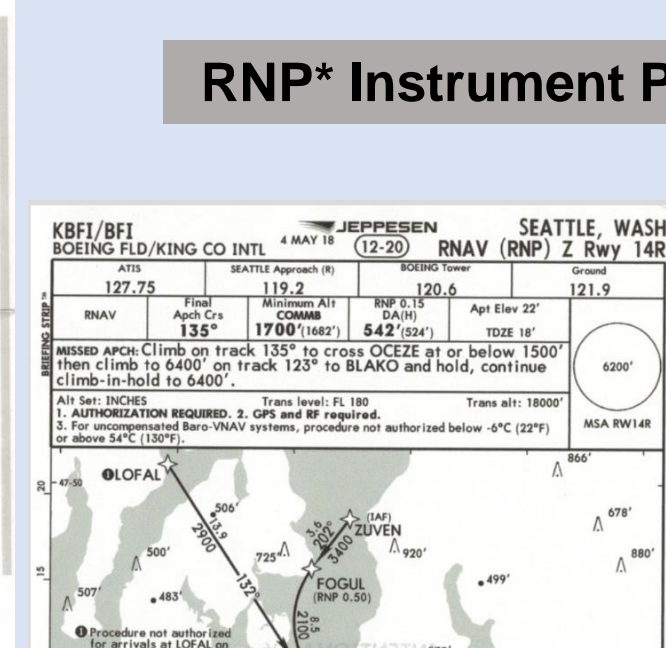 RNP* Instrument P
KBFI/BFI
BOEING FLD/KING CO INTL
4 MAY 18
JEPPESEN
12-20
SEATTLE, WASH
RNAV (RNP) Z Rwy 14R
BRIEFING STRIP™
ATIS
127.75
SEATTLE Approach (R)
119.2
BOEING Tower
120.6
Ground
121.9
RNAV
Final
Apch Crs
135°
Minimum Alt
COMMB
1700'(1682')
RNP 0.15
DA(H)
542'(524')
Apt Elev 22'
TDZE 18'
MISSED APCH: Climb on track 135° to cross OCEZE at or below 1500'
then climb to 6400' on track 123° to BLAKO and hold, continue
climb-in-hold to 6400'.
6200'
MSA RW14R
Alt Set: INCHES Trans level: FL 180 Trans alt: 18000'
1. AUTHORIZATION REQUIRED. 2. GPS and RF required.
3. For uncompensated Baro-VNAV systems, procedure not authorized below -6°C (22°F)
or above 54°C (130°F).
866'
1LOFAL
20
47-50
506'
13.9
2900
132°
(IAF)
ZUVEN
3.6
202°
3400
678'
500'
725'
920'
880'
15
FOGUL
(RNP 0.50)
499'
507'
483'
8.5
2100
1 Procedure not authorized
for arrivals at LOFAL on